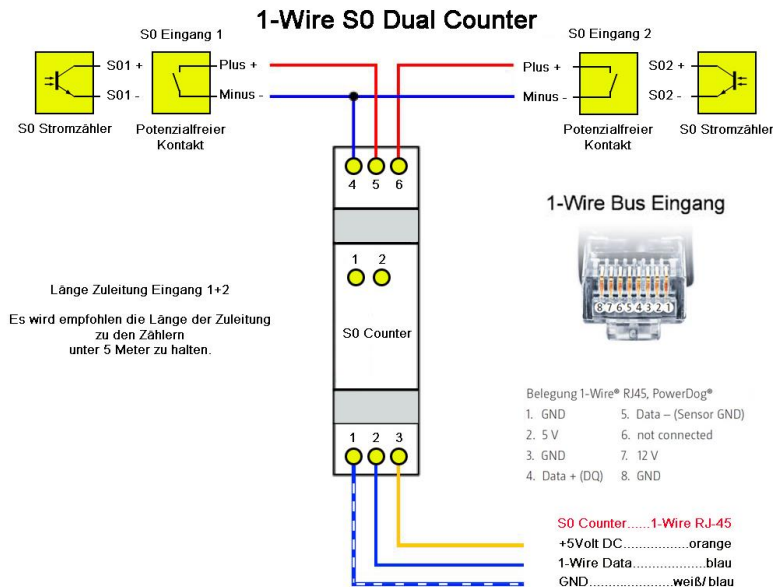 1-Wire S0 Dual Counter
S0 Eingang 1
S01 +
S01 -
Plus +
Minus -
S0 Stromzähler
Potenzialfreier
Kontakt
S0 Eingang 2
Plus +
Minus -
S02 +
S02 -
Potenzialfreier
Kontakt
S0 Stromzähler
4 5 6
1 2
S0 Counter
1 2 3
Länge Zuleitung Eingang 1+2
Es wird empfohlen die Länge der Zuleitung
zu den Zählern
unter 5 Meter zu halten.
1-Wire Bus Eingang
8 7 6 5 4 3 2 1
Belegung 1-Wire® RJ45, PowerDog®
1. GND 5. Data – (Sensor GND)
2. 5 V 6. not connected
3. GND 7. 12 V
4. Data + (DQ) 8. GND
S0 Counter......1-Wire RJ-45
+5Volt DC................orange
1-Wire Data.................blau
GND.....................weiß/ blau